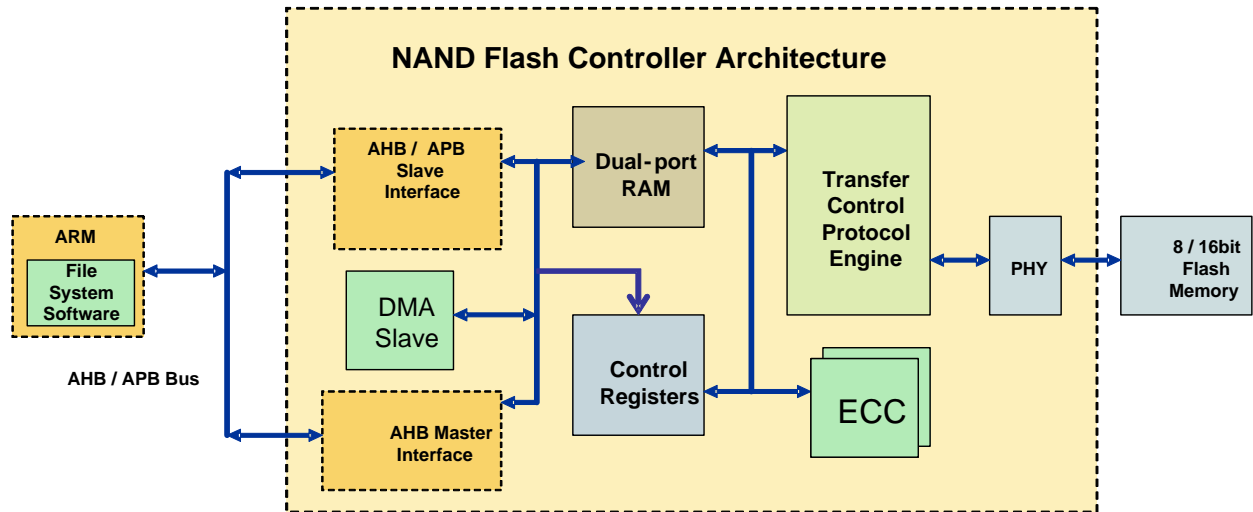 NAND Flash Controller Architecture
AHB / APB
Slave
Interface
Dual-port
RAM
Transfer
Control
Protocol
Engine
ARM
File
System
Software
PHY
8 / 16bit
Flash
Memory
DMA
Slave
AHB / APB Bus
Control
Registers
ECC
AHB Master
Interface